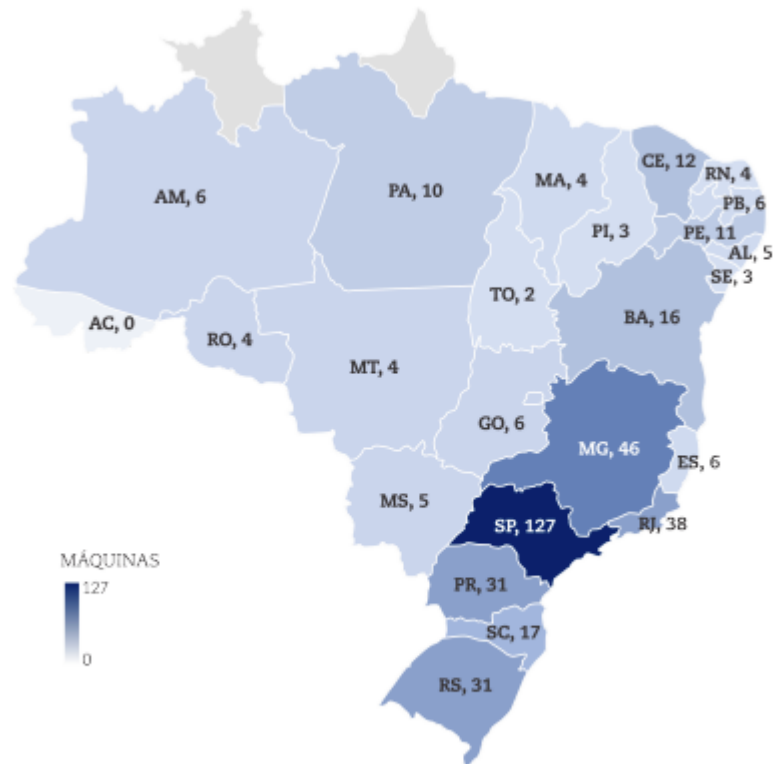 CE, 12
RN, 4
MA, 4
PA, 10
AM, 6
PB, 6
PI, 3
PE, 11
AL, 5
SE, 3
TO, 2
BA, 16
AC, 0
RO, 4
MT, 4
GO, 6
MG, 46
ES, 6
MS, 5
SP, 127
RJ, 38
MÁQUINAS
127
0
PR, 31
SC, 17
RS, 31